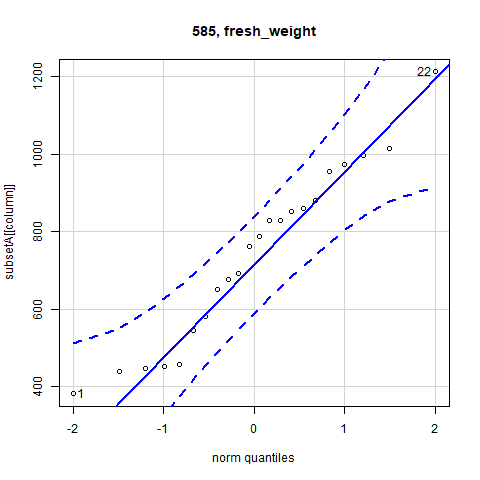 585, fresh_weight
subsetA[[column]]
1200
1000
800
600
400
22
1
-2 -1 0 1 2
norm quantiles